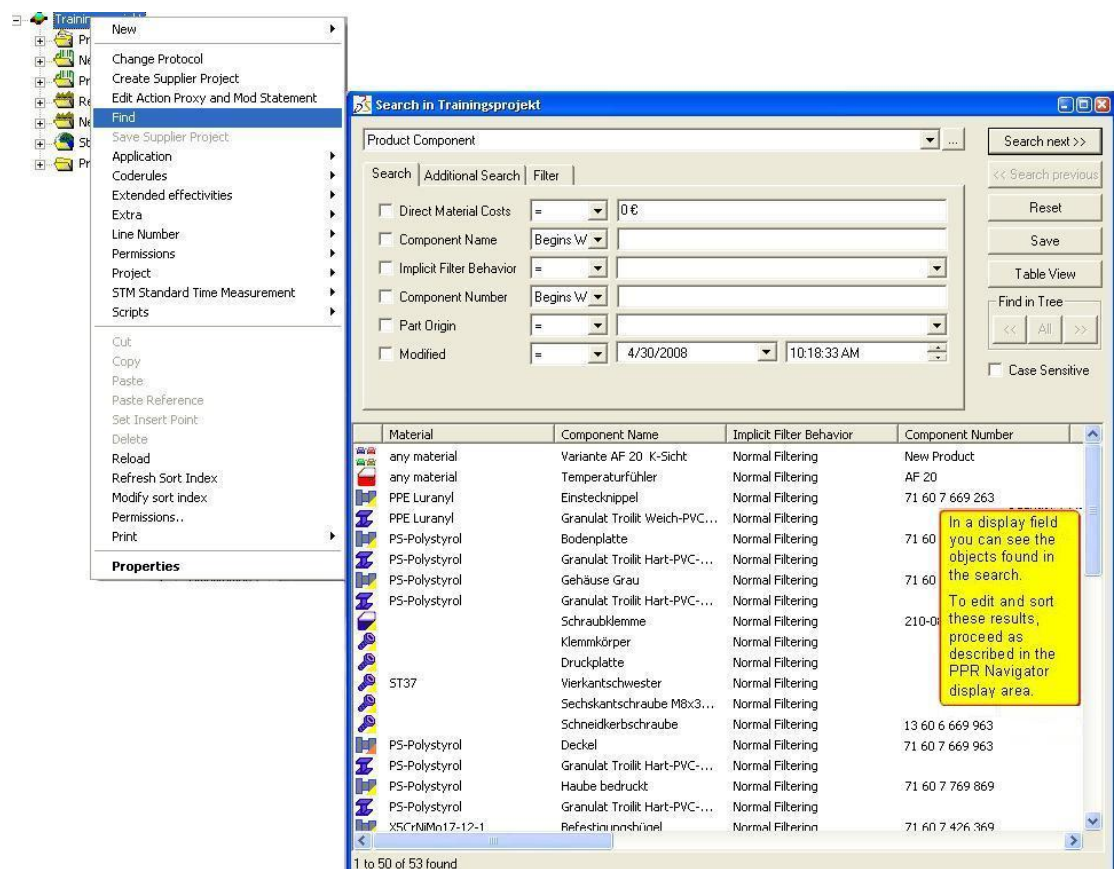 Training
New
Pr
Ne
Pr
Re
Ne
St
Pr
Change Protocol
Create Supplier Project
Edit Action Proxy and Mod Statement
Find
Save Supplier Project
Application
Coderules
Extended effectivities
Extra
Line Number
Permissions
Project
STM Standard Time Measurement
Scripts
Cut
Copy
Paste
Paste Reference
Set Insert Point
Delete
Reload
Refresh Sort Index
Modify sort index
Permissions..
Print
Properties
Search in Trainingsprojekt
Product Component
...
Search next >>
Search Additional Search Filter
<< Search previous
Direct Material Costs = 0 €
Reset
Component Name Begins W
Save
Implicit Filter Behavior =
Table View
Component Number Begins W
Find in Tree
Part Origin =
<< All >>
Modified = 4/30/2008 10:18:33 AM
Case Sensitive
Material Component Name Implicit Filter Behavior Component Number
any material Variante AF 20 K-Sicht Normal Filtering New Product
any material Temperaturfühler Normal Filtering AF 20
PPE Luranyl Einstecknippel Normal Filtering 71 60 7 669 263
PPE Luranyl Granulat Troilit Weich-PVC... Normal Filtering
PS-Polystyrol Bodenplatte Normal Filtering 71 60
PS-Polystyrol Granulat Troilit Hart-PVC-... Normal Filtering
PS-Polystyrol Gehäuse Grau Normal Filtering 71 60
PS-Polystyrol Granulat Troilit Hart-PVC-... Normal Filtering
Schraubklemme Normal Filtering 210-08
Klemmkörper Normal Filtering
Druckplatte Normal Filtering
ST37 Vierkantschwester Normal Filtering
Sechskantschraube M8x3... Normal Filtering
Schneidkerbschraube Normal Filtering 13 60 6 669 963
PS-Polystyrol Deckel Normal Filtering 71 60 7 669 963
PS-Polystyrol Granulat Troilit Hart-PVC-... Normal Filtering
PS-Polystyrol Haube bedruckt Normal Filtering 71 60 7 769 869
PS-Polystyrol Granulat Troilit Hart-PVC-... Normal Filtering
X5CrNiMo17-12-1 Befestigungsbügel Normal Filtering 71 60 7 426 369
In a display field
you can see the
objects found in
the search.
To edit and sort
these results,
proceed as
described in the
PPR Navigator
display area.
1 to 50 of 53 found